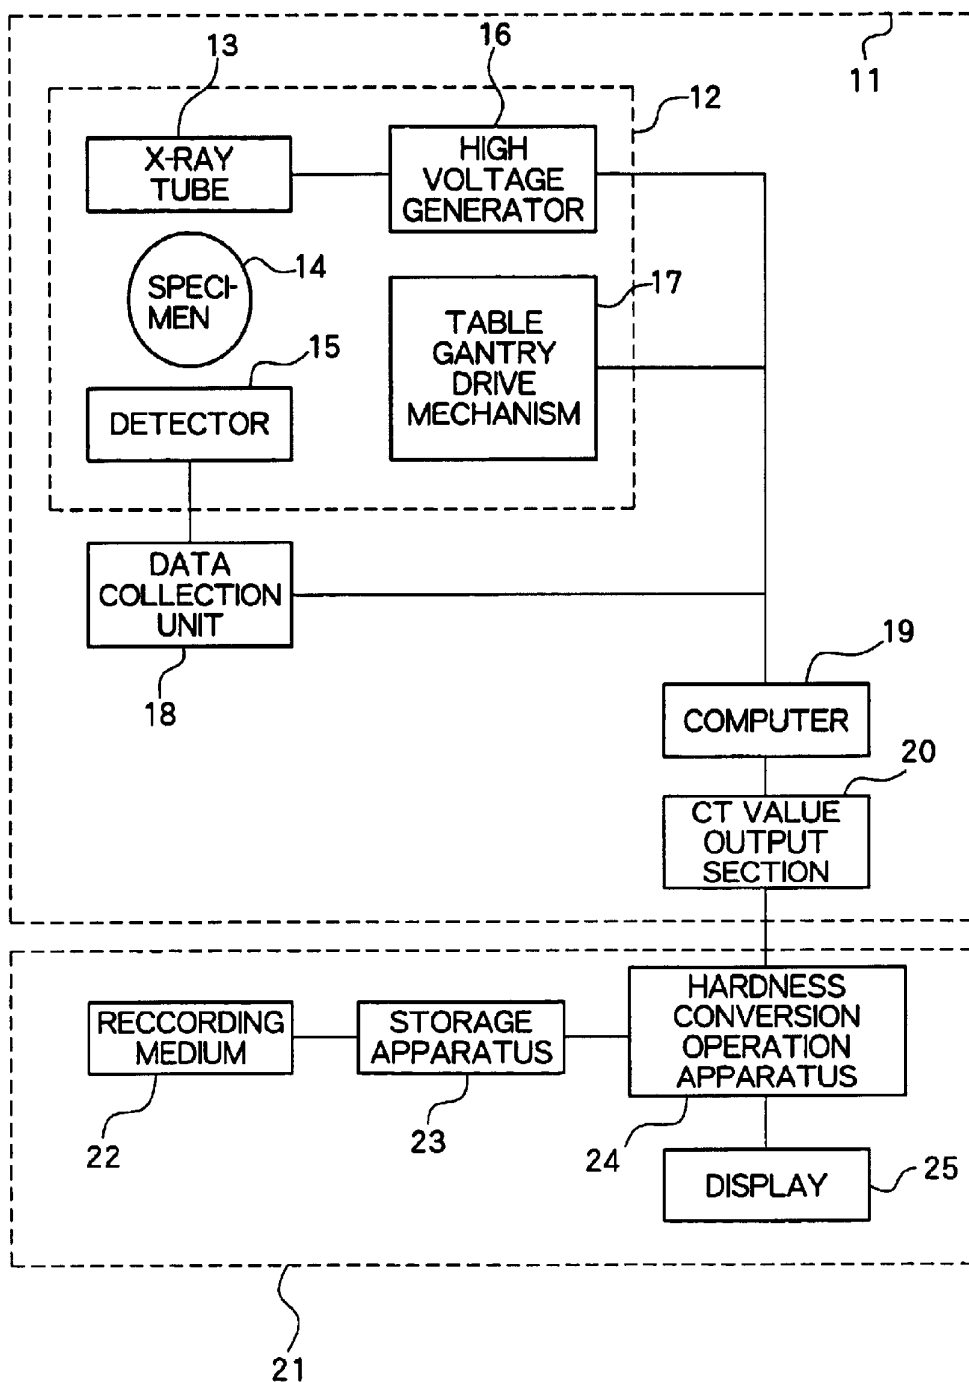 13
16
11
12
X-RAY
TUBE
HIGH
VOLTAGE
GENERATOR
14
SPECI-
MEN
17
TABLE
GANTRY
DRIVE
MECHANISM
15
DETECTOR
DATA
COLLECTION
UNIT
18
19
COMPUTER
20
CT VALUE
OUTPUT
SECTION
RECCORDING
MEDIUM
22
STORAGE
APPARATUS
23
HARDNESS
CONVERSION
OPERATION
APPARATUS
24
DISPLAY
25
21